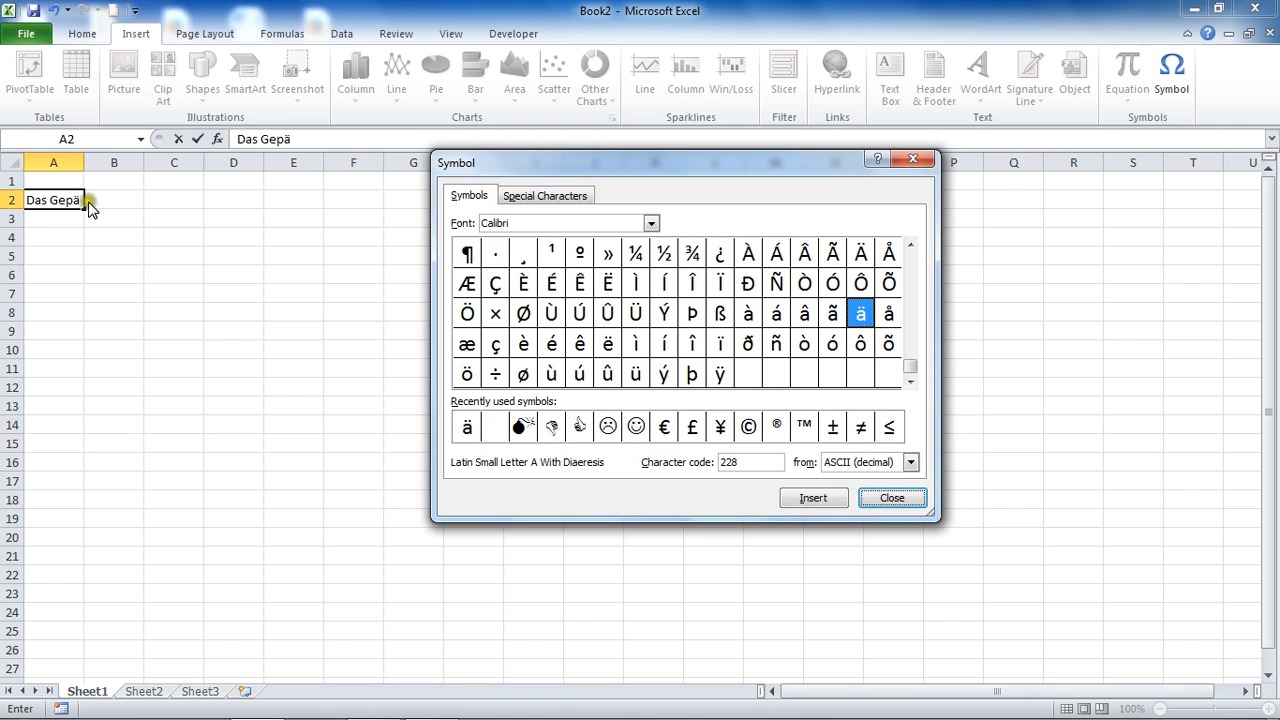 Book2 - Microsoft Excel
File Home Insert Page Layout Formulas Data Review View Developer
PivotTable Table Picture Clip Art Shapes SmartArt Screenshot Column Line Pie Bar Area Scatter Other Charts Line Column Win/Loss Slicer Hyperlink Text Box Header & Footer WordArt Signature Line Object Equation Symbol
Tables Illustrations Charts Sparklines Filter Links Text Symbols
A2 fx Das Gepä
A B C D E F G P Q R S T U
1
2 Das Gepä
3
4
5
6
7
8
9
10
11
12
13
14
15
16
17
18
19
20
21
22
23
24
25
26
27
Symbol
Symbols Special Characters
Font: Calibri
¶ · ¸ ¹ º » ¼ ½ ¾ ¿ À Á Â Ã Ä Å
Æ Ç È É Ê Ë Ì Í Î Ï Ð Ñ Ò Ó Ô Õ
Ö × Ø Ù Ú Û Ü Ý Þ ß à á â ã ä å
æ ç è é ê ë ì í î ï ð ñ ò ó ô õ
ö ÷ ø ù ú û ü ý þ ÿ
Recently used symbols:
ä 💣 👎 👍 ☹ ☺ € £ ¥ © ® ™ ± ≠ ≤
Latin Small Letter A With Diaeresis Character code: 228 from: ASCII (decimal)
Insert Close
Sheet1 Sheet2 Sheet3
Enter 100%